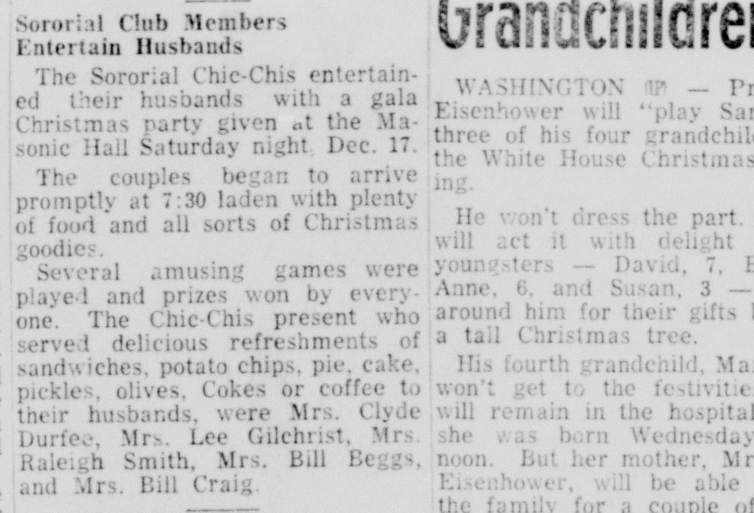 Sororial Club Members
Entertain Husbands
The Sororial Chic-Chis entertain-
ed their husbands with a gala
Christmas party given at the Ma-
sonic Hall Saturday night, Dec. 17.
The couples began to arrive
promptly at 7:30 laden with plenty
of food and all sorts of Christmas
goodies.
Several amusing games were
played and prizes won by every-
one. The Chic-Chis present who
served delicious refreshments of
sandwiches, potato chips, pie, cake,
pickles, olives, Cokes or coffee to
their husbands, were Mrs. Clyde
Durfee, Mrs. Lee Gilchrist, Mrs.
Raleigh Smith, Mrs. Bill Beggs,
and Mrs. Bill Craig.
Grandchildre
WASHINGTON (UP) — Pr
Eisenhower will "play Sa
three of his four grandchil
the White House Christmas
ing.
He won't dress the part.
will act it with delight
youngsters — David, 7,
Anne, 6, and Susan, 3 —
around him for their gifts
a tall Christmas tree.
His fourth grandchild, Ma
won't get to the festivitie
will remain in the hospital
she was born Wednesday
noon. But her mother, Mr
Eisenhower, will be able
the family for a couple of